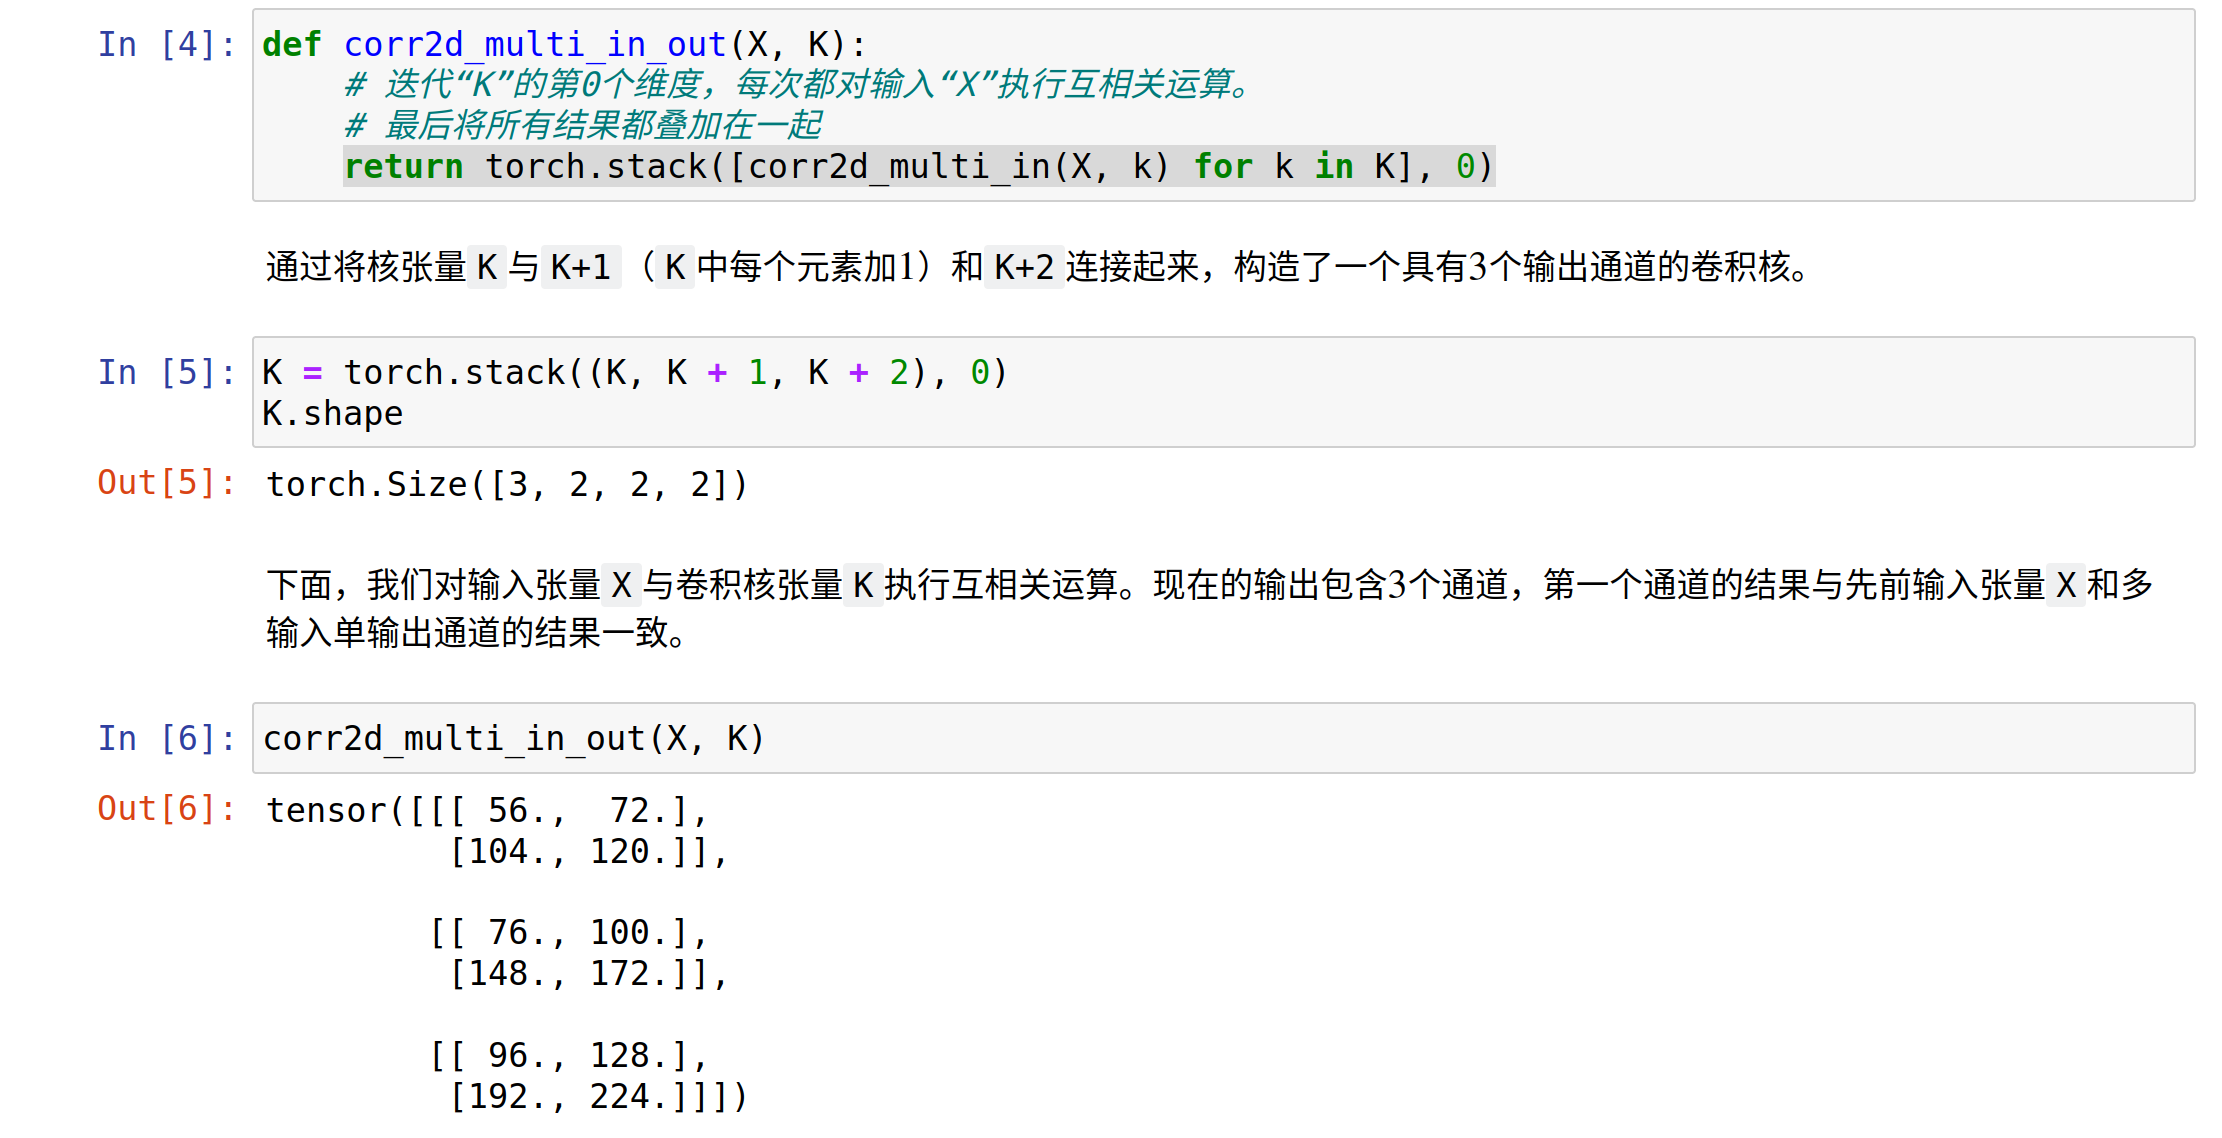 In [4]: def corr2d_multi_in_out(X, K):
    # 迭代“K”的第0个维度，每次都对输入“X”执行互相关运算。
    # 最后将所有结果都叠加在一起
    return torch.stack([corr2d_multi_in(X, k) for k in K], 0)
通过将核张量K与K+1（K中每个元素加1）和K+2连接起来，构造了一个具有3个输出通道的卷积核。
In [5]: K = torch.stack((K, K + 1, K + 2), 0)
K.shape
Out[5]: torch.Size([3, 2, 2, 2])
下面，我们对输入张量X与卷积核张量K执行互相关运算。现在的输出包含3个通道，第一个通道的结果与先前输入张量X和多
输入单输出通道的结果一致。
In [6]: corr2d_multi_in_out(X, K)
Out[6]: tensor([[[ 56.,  72.],
         [104., 120.]],
        [[ 76., 100.],
         [148., 172.]],
        [[ 96., 128.],
         [192., 224.]]])